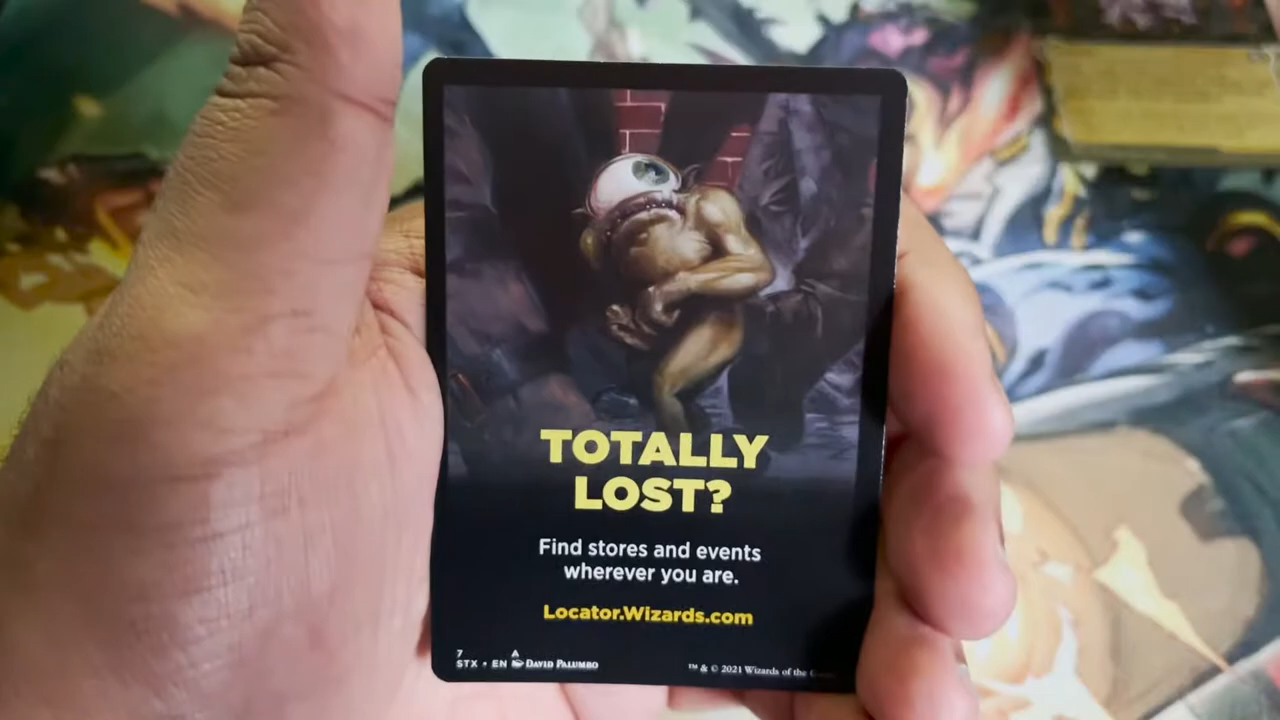 TOTALLY
LOST?
Find stores and events
wherever you are.
Locator.Wizards.com
7 A
STX • EN DAVID PALUMBO
™ & © 2021 Wizards of the